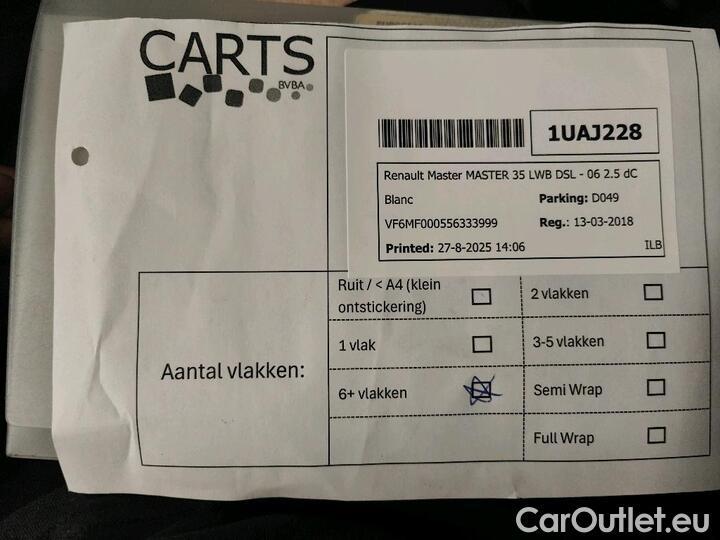 CARTS
BVBA
1UAJ228
Renault Master MASTER 35 LWB DSL - 06 2.5 dC
Blanc Parking: D049
VF6MF000556333999 Reg.: 13-03-2018
Printed: 27-8-2025 14:06 ILB
Aantal vlakken:
Ruit / < A4 (klein
ontstickering)
2 vlakken
1 vlak
3-5 vlakken
6+ vlakken
Semi Wrap
Full Wrap
CarOutlet.eu